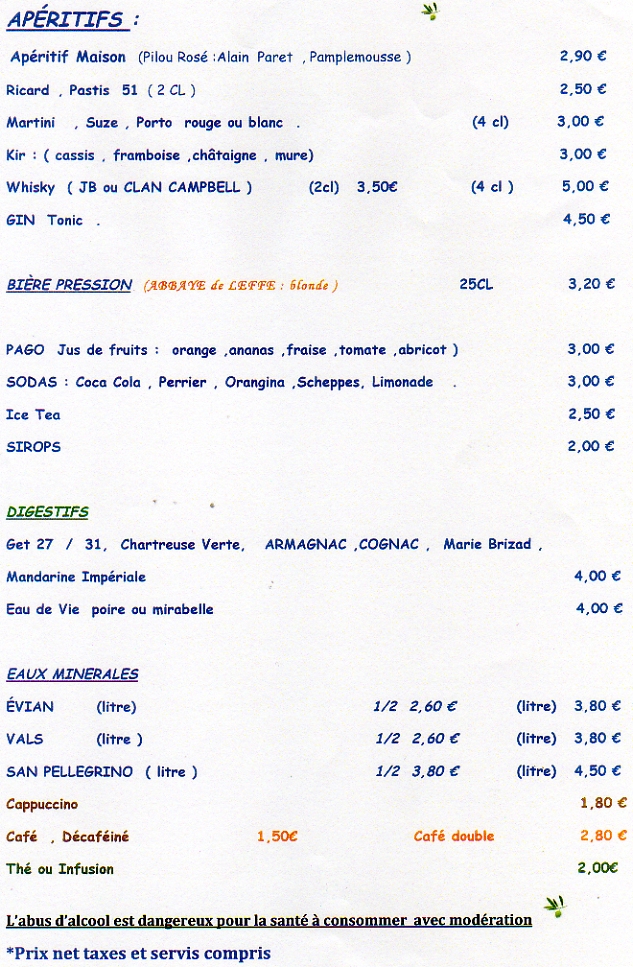 APÉRITIFS :
Apéritif Maison (Pilou Rosé :Alain Paret , Pamplemousse ) 2,90 €
Ricard , Pastis 51 ( 2 CL ) 2,50 €
Martini , Suze , Porto rouge ou blanc . (4 cl) 3,00 €
Kir : ( cassis , framboise ,châtaigne , mure) 3,00 €
Whisky ( JB ou CLAN CAMPBELL ) (2cl) 3,50€ (4 cl ) 5,00 €
GIN Tonic . 4,50 €
BIÈRE PRESSION (ABBAYE de LEFFE : blonde ) 25CL 3,20 €
PAGO Jus de fruits : orange ,ananas ,fraise ,tomate ,abricot ) 3,00 €
SODAS : Coca Cola , Perrier , Orangina ,Scheppes, Limonade . 3,00 €
Ice Tea 2,50 €
SIROPS 2,00 €
DIGESTIFS
Get 27 / 31, Chartreuse Verte, ARMAGNAC ,COGNAC , Marie Brizad ,
Mandarine Impériale 4,00 €
Eau de Vie poire ou mirabelle 4,00 €
EAUX MINERALES
ÉVIAN (litre) 1/2 2,60 € (litre) 3,80 €
VALS (litre ) 1/2 2,60 € (litre) 3,80 €
SAN PELLEGRINO ( litre ) 1/2 3,80 € (litre) 4,50 €
Cappuccino 1,80 €
Café , Décaféiné 1,50€ Café double 2,80 €
Thé ou Infusion 2,00€
L'abus d'alcool est dangereux pour la santé à consommer avec modération
*Prix net taxes et servis compris